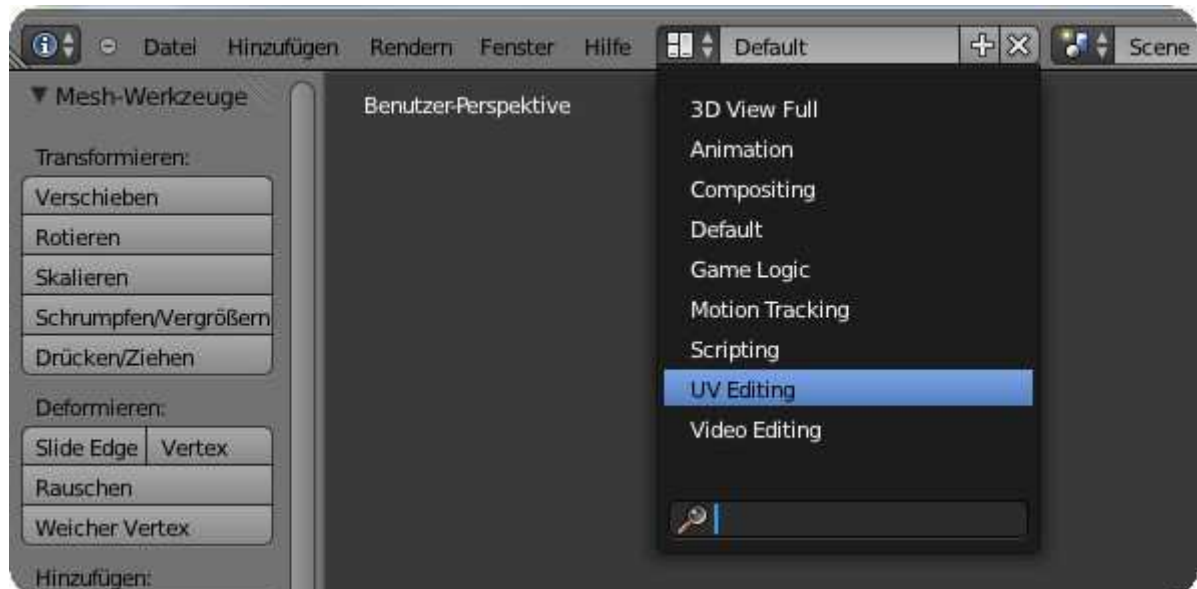 Datei Hinzufügen Rendern Fenster Hilfe Default Scene
Mesh-Werkzeuge
Transformieren:
Verschieben
Rotieren
Skalieren
Schrumpfen/Vergrößern
Drücken/Ziehen
Deformieren:
Slide Edge Vertex
Rauschen
Weicher Vertex
Hinzufügen:
Benutzer-Perspektive
3D View Full
Animation
Compositing
Default
Game Logic
Motion Tracking
Scripting
UV Editing
Video Editing